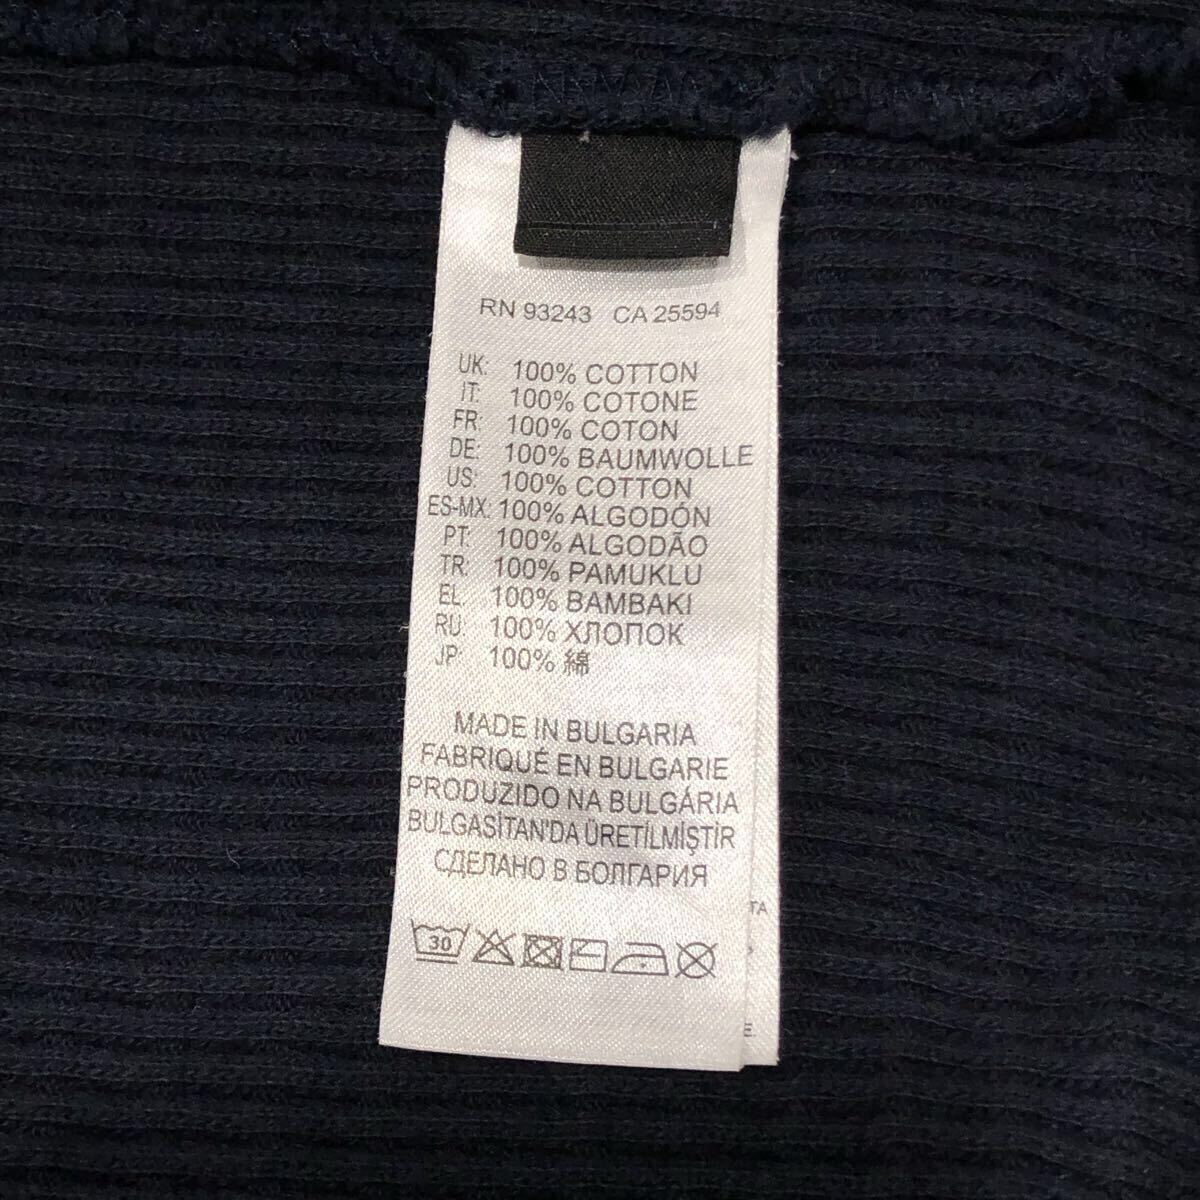 RN 93243 CA 25594
UK: 100% COTTON
IT: 100% COTONE
FR: 100% COTON
DE: 100% BAUMWOLLE
US: 100% COTTON
ES-MX: 100% ALGODÓN
PT: 100% ALGODÃO
TR: 100% PAMUKLU
EL: 100% BAMBAKI
RU: 100% ХЛОПОК
JP 100% 綿
MADE IN BULGARIA
FABRIQUÉ EN BULGARIE
PRODUZIDO NA BULGÁRIA
BULGASİTAN'DA ÜRETİLMİŞTİR
СДЕЛАНО В БОЛГАРИЯ
TA
30
E